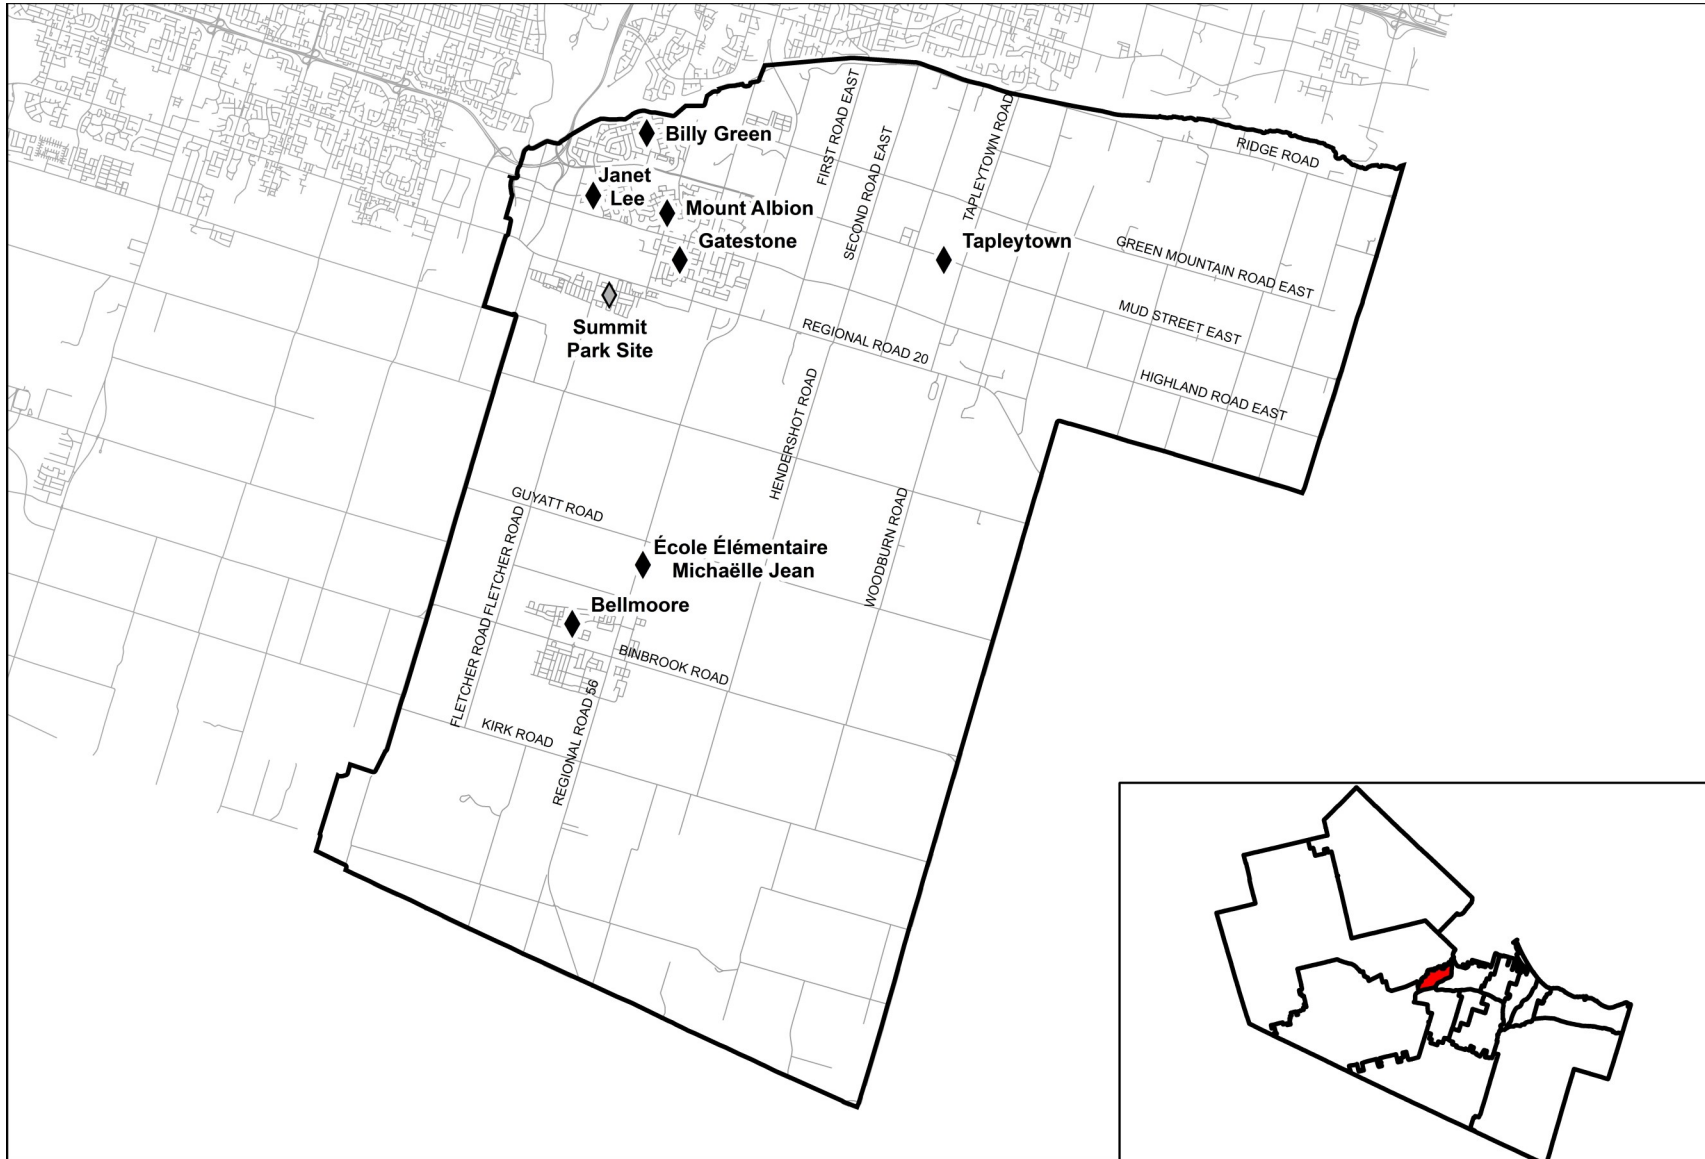 Billy Green
Janet
Lee
Mount Albion
Gatestone
Tapleytown
Summit
Park Site
FIRST ROAD EAST
SECOND ROAD EAST
TAPLEYTOWN ROAD
RIDGE ROAD
GREEN MOUNTAIN ROAD EAST
MUD STREET EAST
REGIONAL ROAD 20
HIGHLAND ROAD EAST
HENDERSHOT ROAD
GUYATT ROAD
FLETCHER ROAD
WOODBURN ROAD
École Élémentaire
Michaëlle Jean
Bellmoore
FLETCHER ROAD
BINBROOK ROAD
REGIONAL ROAD 56
KIRK ROAD